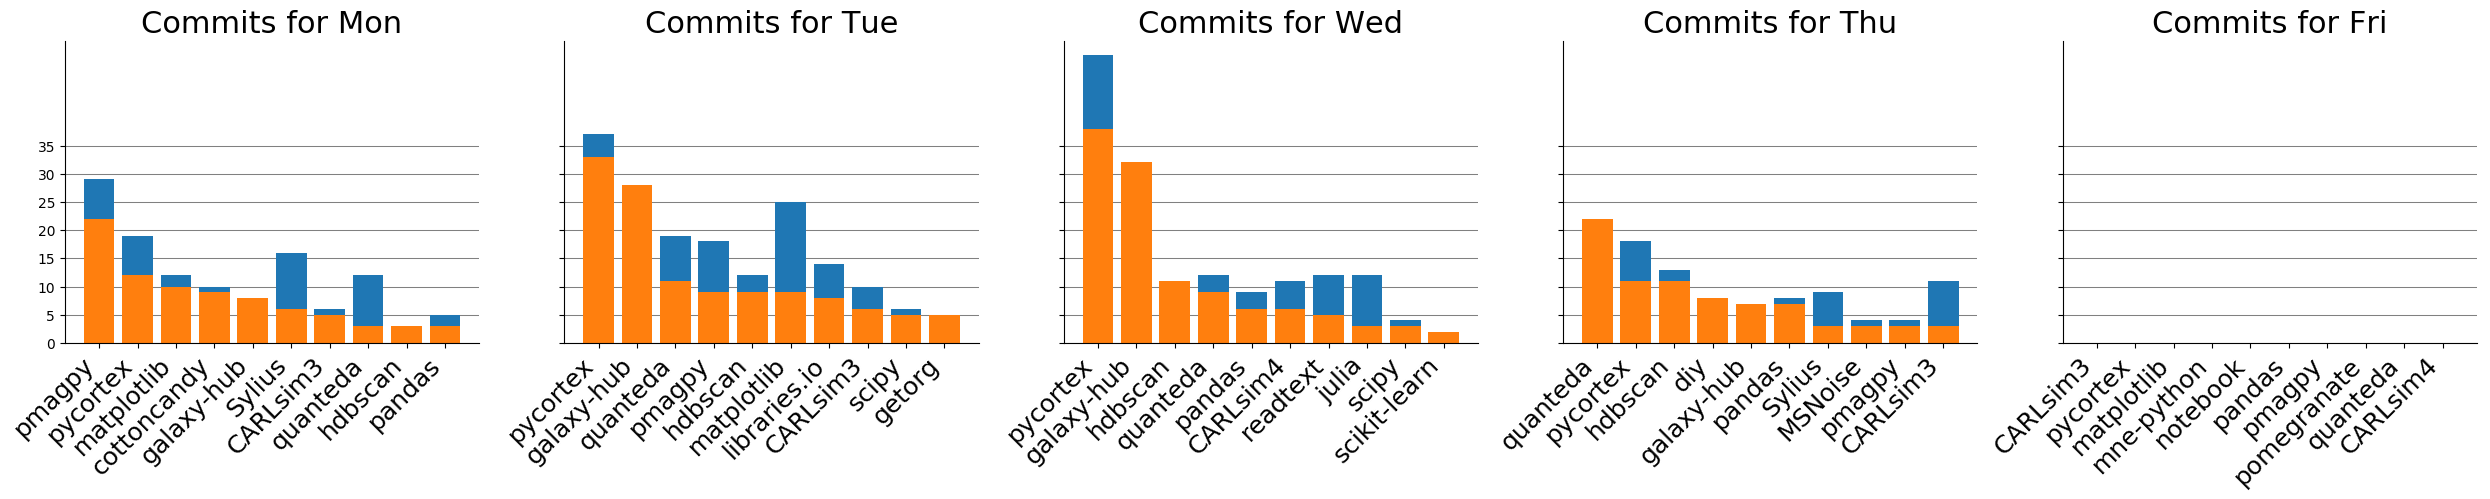 Commits for Mon
Commits for Tue
Commits for Wed
Commits for Thu
Commits for Fri
35
30
25
20
15
10
5
0
pmagpy
pycortex
matplotlib
cottoncandy
galaxy-hub
Sylius
CARLsim3
quanteda
hdbscan
pandas
pycortex
galaxy-hub
quanteda
pmagpy
hdbscan
matplotlib
libraries.io
CARLsim3
scipy
getorg
pycortex
galaxy-hub
hdbscan
quanteda
pandas
CARLsim4
readtext
julia
scipy
scikit-learn
quanteda
pycortex
hdbscan
diy
galaxy-hub
pandas
Sylius
MSNoise
pmagpy
CARLsim3
CARLsim3
pycortex
matplotlib
mne-python
notebook
pandas
pmagpy
pomegranate
quanteda
CARLsim4